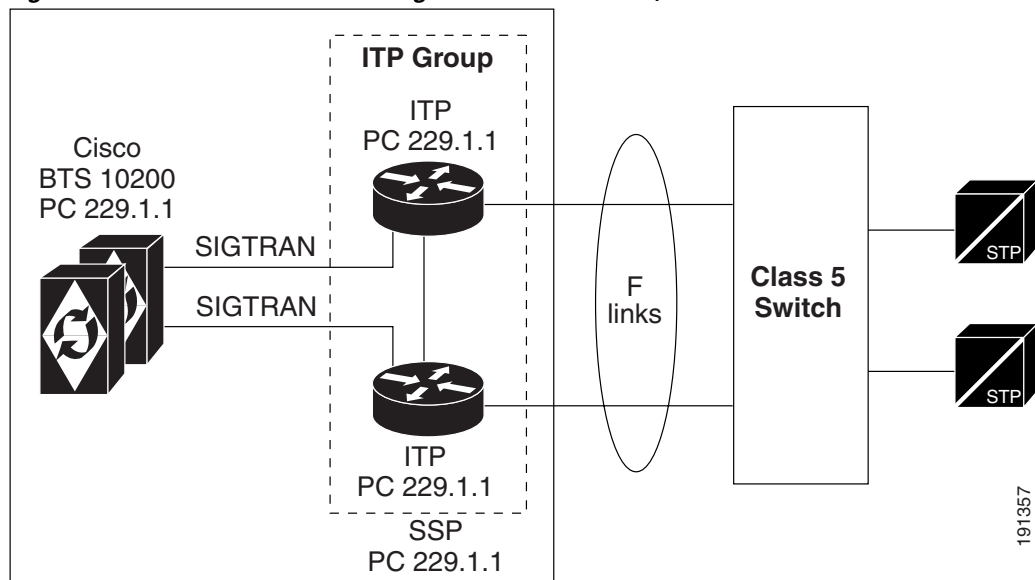 ITP Group
ITP
PC 229.1.1
Cisco
BTS 10200
PC 229.1.1
SIGTRAN
SIGTRAN
F
links
Class 5
Switch
STP
STP
ITP
PC 229.1.1
SSP
PC 229.1.1
191357